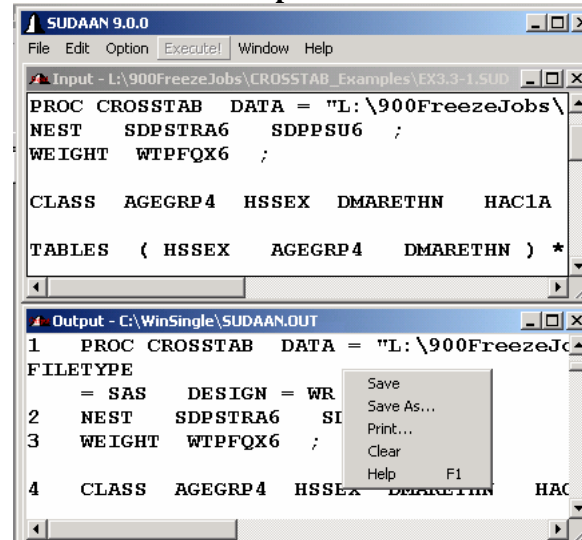 SUDAAN 9.0.0
File Edit Option Execute! Window Help
Input - L:\900FreezeJobs\CROSSTAB_Examples\EX3.3-1.SUD
PROC CROSSTAB DATA = "L:\900FreezeJobs\
NEST SDPSTRA6 SDPPSU6 ;
WEIGHT WTPFQX6 ;
CLASS AGEGRP4 HSSEX DMARETHN HAC1A
TABLES ( HSSEX AGEGRP4 DMARETHN ) *
Output - C:\WinSingle\SUDAAN.OUT
1 PROC CROSSTAB DATA = "L:\900FreezeJo
FILETYPE
= SAS DESIGN = WR
2 NEST SDPSTRA6
3 WEIGHT WTPFQX6 ;
4 CLASS AGEGRP4 HSSEX DMARETHN HAC
Save
Save As...
Print...
Clear
Help F1